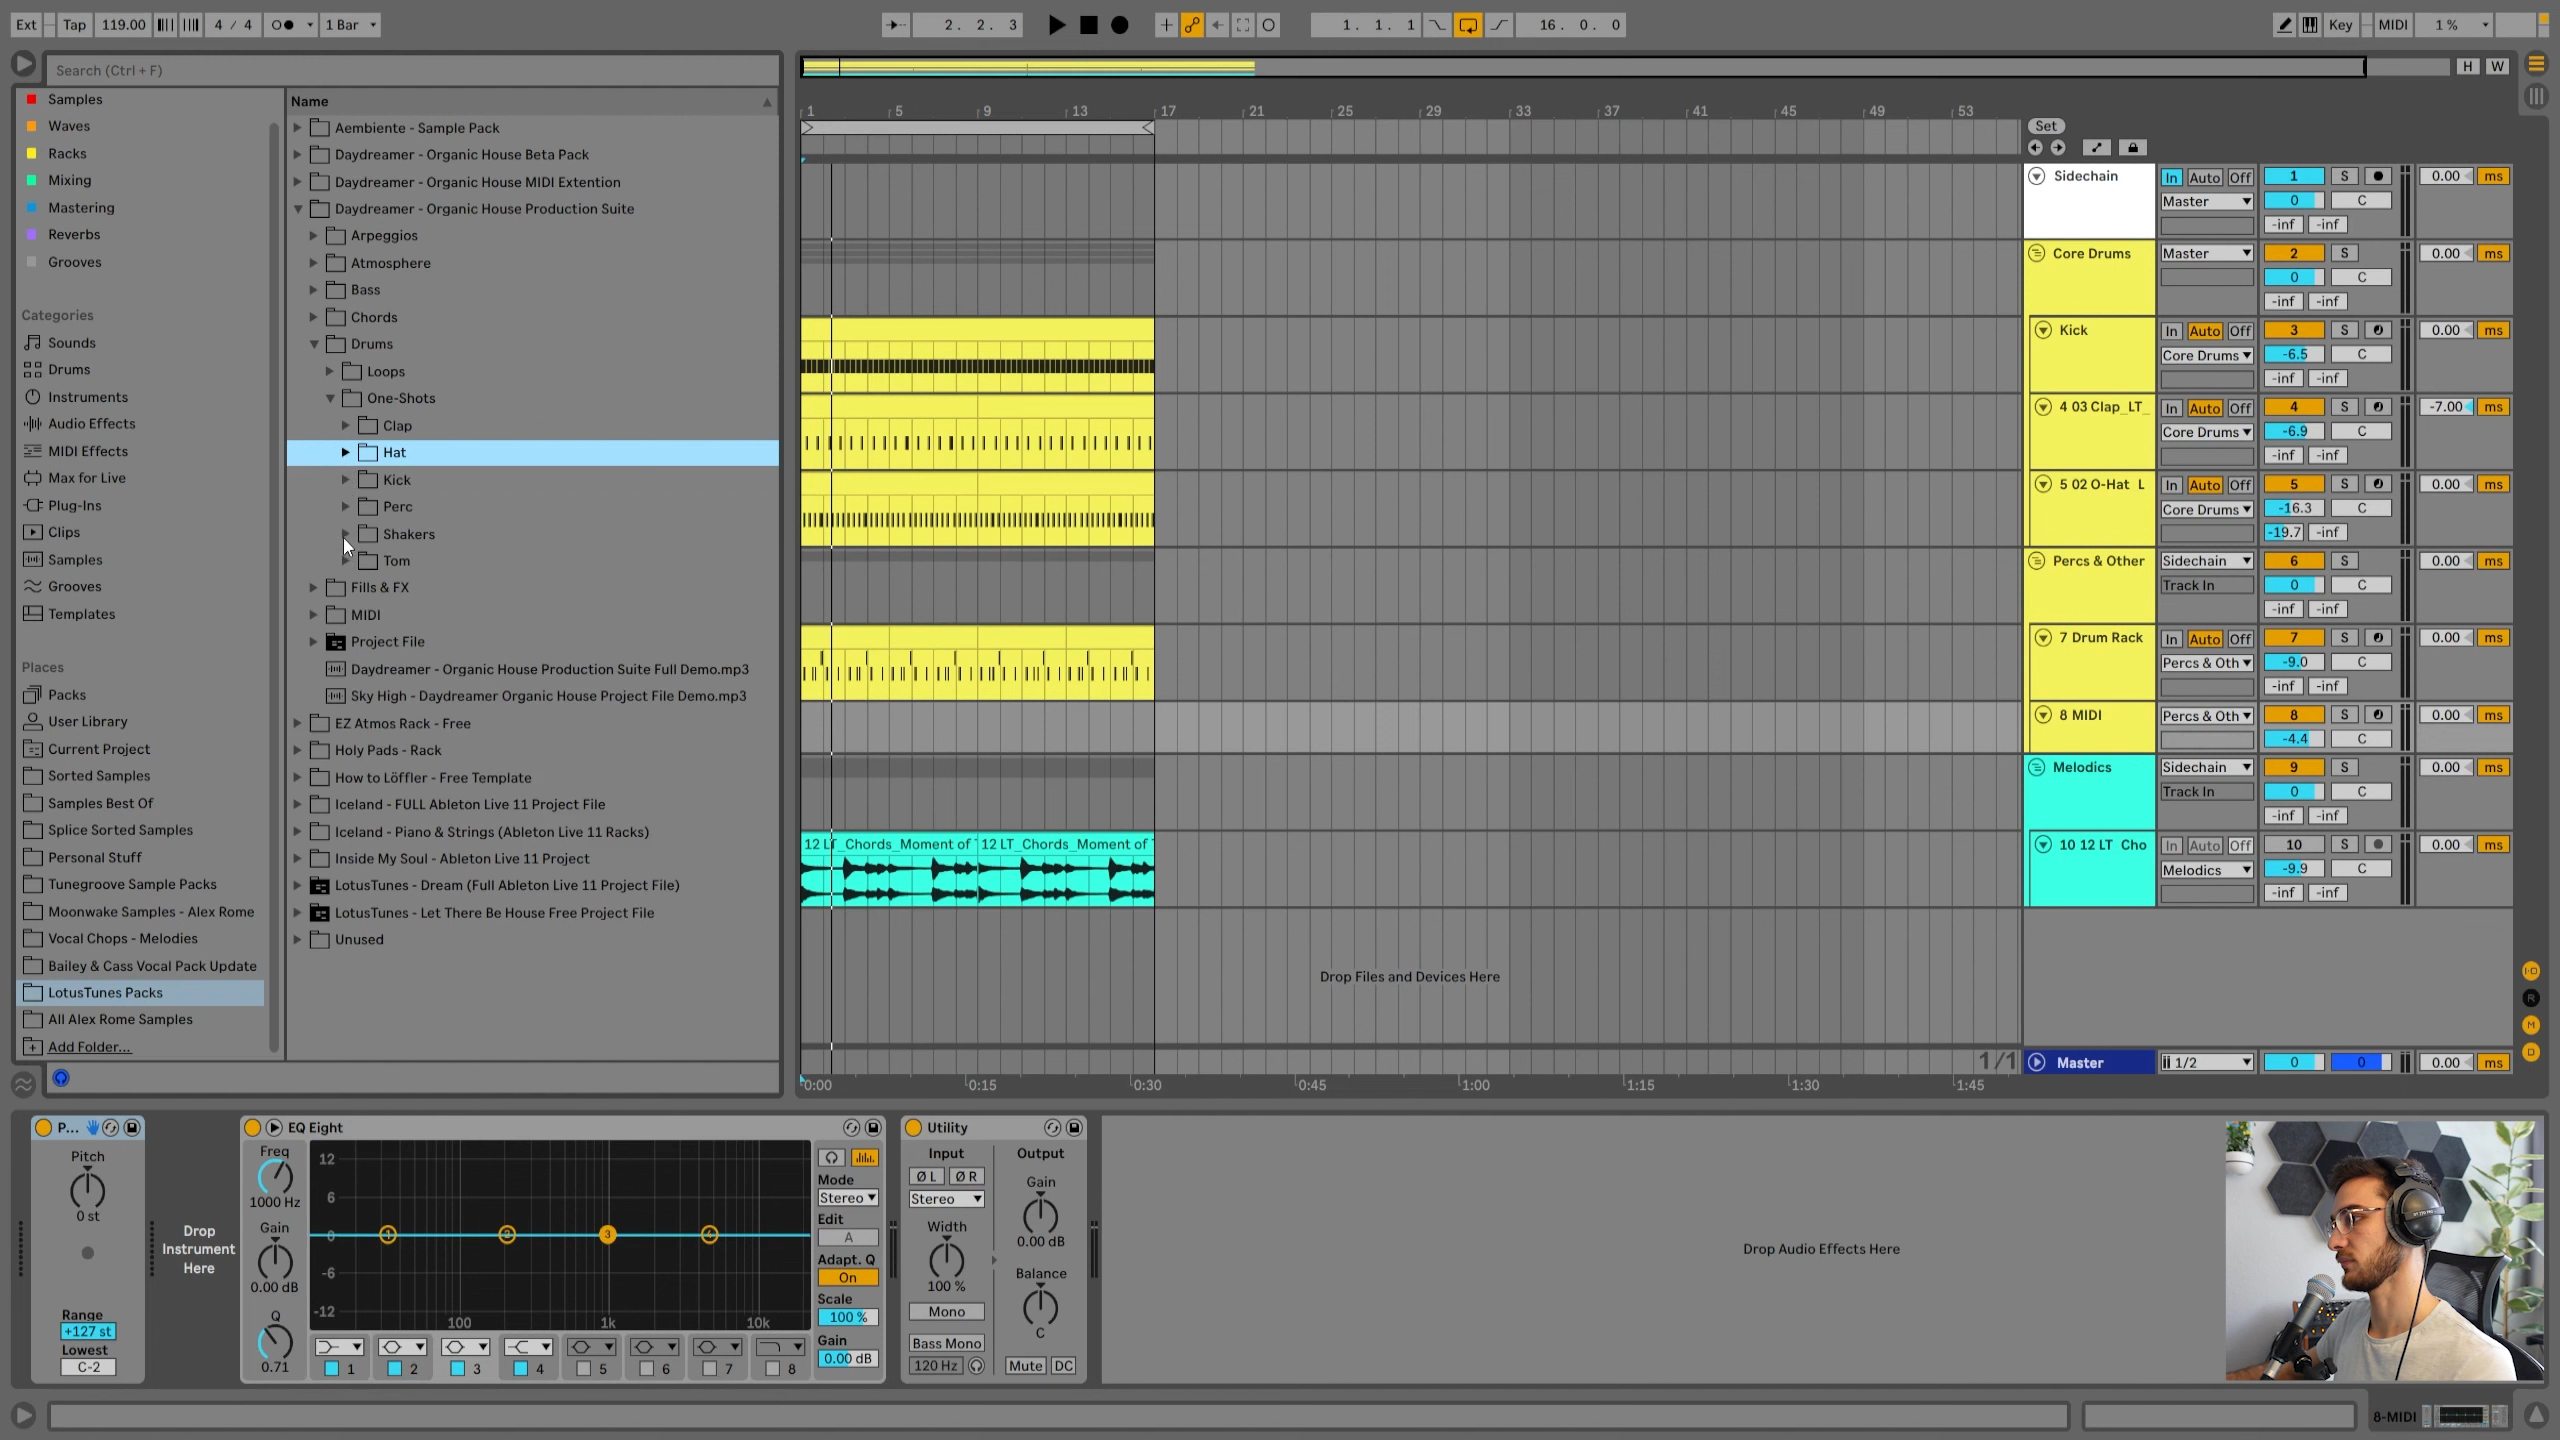 Ext Tap 119.00 4 / 4 1 Bar 2. 2. 3 1. 1. 1 16. 0. 0 Key MIDI 1 %
Search (Ctrl + F)
H W
Samples
Waves
Racks
Mixing
Mastering
Reverbs
Grooves
Categories
Sounds
Drums
Instruments
Audio Effects
MIDI Effects
Max for Live
Plug-Ins
Clips
Samples
Grooves
Templates
Places
Packs
User Library
Current Project
Sorted Samples
Samples Best Of
Splice Sorted Samples
Personal Stuff
Tunegroove Sample Packs
Moonwake Samples - Alex Rome
Vocal Chops - Melodies
Bailey & Cass Vocal Pack Update
LotusTunes Packs
All Alex Rome Samples
Add Folder...
Name
Aembiente - Sample Pack
Daydreamer - Organic House Beta Pack
Daydreamer - Organic House MIDI Extention
Daydreamer - Organic House Production Suite
Arpeggios
Atmosphere
Bass
Chords
Drums
Loops
One-Shots
Clap
Hat
Kick
Perc
Shakers
Tom
Fills & FX
MIDI
Project File
Daydreamer - Organic House Production Suite Full Demo.mp3
Sky High - Daydreamer Organic House Project File Demo.mp3
EZ Atmos Rack - Free
Holy Pads - Rack
How to Löffler - Free Template
Iceland - FULL Ableton Live 11 Project File
Iceland - Piano & Strings (Ableton Live 11 Racks)
Inside My Soul - Ableton Live 11 Project
LotusTunes - Dream (Full Ableton Live 11 Project File)
LotusTunes - Let There Be House Free Project File
Unused
1 5 9 13 17 21 25 29 33 37 41 45 49 53
Set
Sidechain In Auto Off 1 S 0.00 ms
Master 0 C
-inf -inf
Core Drums Master 2 S 0.00 ms
0 C
-inf -inf
Kick In Auto Off 3 S 0.00 ms
Core Drums -6.5 C
-inf -inf
4 03 Clap_LT_ In Auto Off 4 S -7.00 ms
Core Drums -6.9 C
-inf -inf
5 02 O-Hat L In Auto Off 5 S 0.00 ms
Core Drums -16.3 C
-19.7 -inf
Percs & Other Sidechain 6 S 0.00 ms
Track In 0 C
-inf -inf
7 Drum Rack In Auto Off 7 S 0.00 ms
Percs & Oth -9.0 C
-inf -inf
8 MIDI Percs & Oth 8 S 0.00 ms
-4.4 C
Melodics Sidechain 9 S 0.00 ms
Track In 0 C
-inf -inf
12 LT_Chords_Moment of 12 LT_Chords_Moment of 10 12 LT Cho In Auto Off 10 S 0.00 ms
Melodics -9.9 C
-inf -inf
Drop Files and Devices Here
I·O
R
M
D
1/1 Master 1/2 0 0 0.00 ms
0:00 0:15 0:30 0:45 1:00 1:15 1:30 1:45
P...
Pitch
0 st
Range
+127 st
Lowest
C-2
Drop
Instrument
Here
EQ Eight
Freq
1000 Hz
Gain
0.00 dB
Q
0.71
12
6
0
-6
-12
1 2 3 4
100 1k 10k
1 2 3 4 5 6 7 8
Mode
Stereo
Edit
A
Adapt. Q
On
Scale
100 %
Gain
0.00 dB
Utility
Input
Ø L Ø R
Stereo
Width
100 %
Mono
Bass Mono
120 Hz
Output
Gain
0.00 dB
Balance
C
Mute DC
Drop Audio Effects Here
8-MIDI